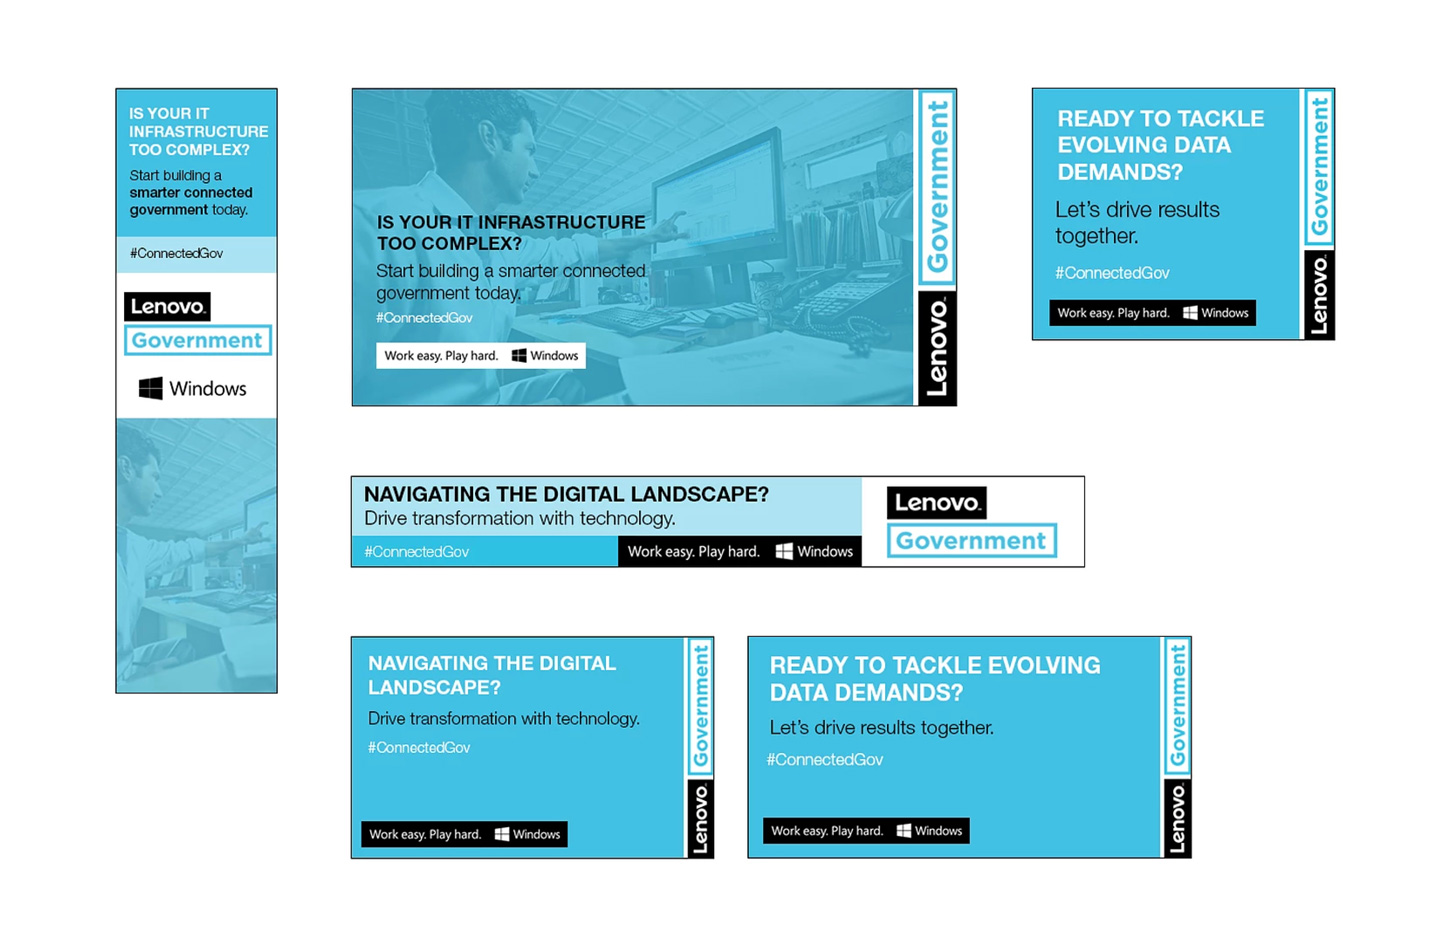 IS YOUR IT
INFRASTRUCTURE
TOO COMPLEX?
Start building a
smarter connected
government today.
#ConnectedGov
Lenovo
Government
Windows
IS YOUR IT INFRASTRUCTURE
TOO COMPLEX?
Start building a smarter connected
government today.
#ConnectedGov
Work easy. Play hard. Windows
Government
Lenovo
READY TO TACKLE
EVOLVING DATA
DEMANDS?
Let's drive results
together.
#ConnectedGov
Work easy. Play hard. Windows
Government
Lenovo
NAVIGATING THE DIGITAL LANDSCAPE?
Drive transformation with technology.
#ConnectedGov
Work easy. Play hard. Windows
Lenovo
Government
NAVIGATING THE DIGITAL
LANDSCAPE?
Drive transformation with technology.
#ConnectedGov
Work easy. Play hard. Windows
Government
Lenovo
READY TO TACKLE EVOLVING
DATA DEMANDS?
Let's drive results together.
#ConnectedGov
Work easy. Play hard. Windows
Government
Lenovo